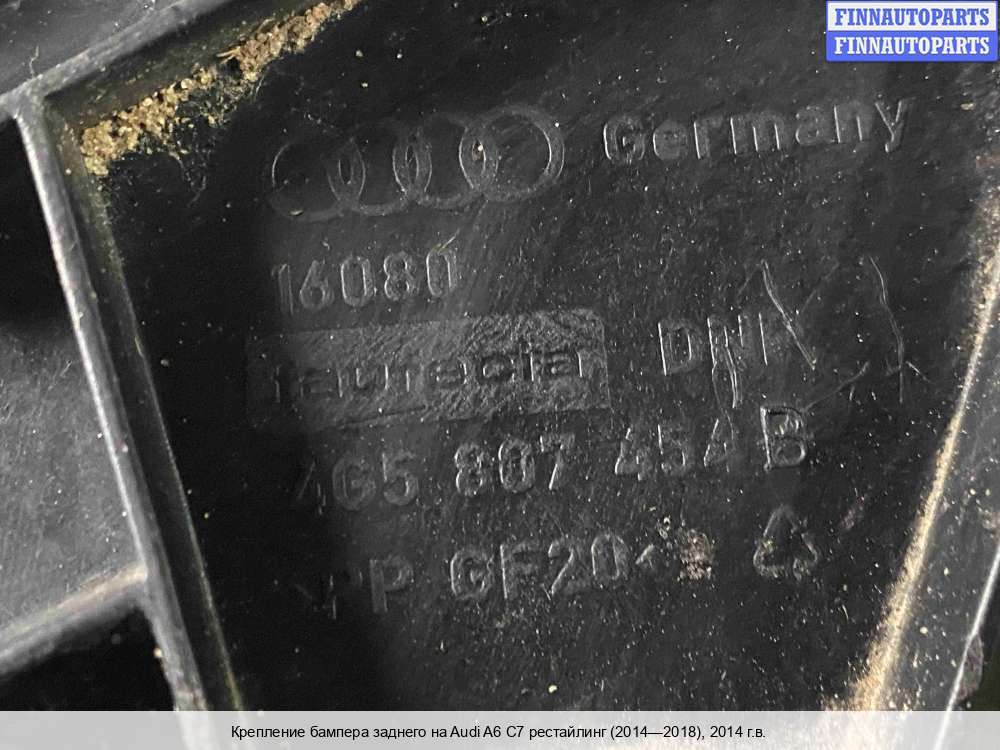 FINNAUTOPARTS
FINNAUTOPARTS
Germany
16080
faurecia
4G5 807 454 B
PP GF20
Крепление бампера заднего на Audi A6 C7 рестайлинг (2014—2018), 2014 г.в.